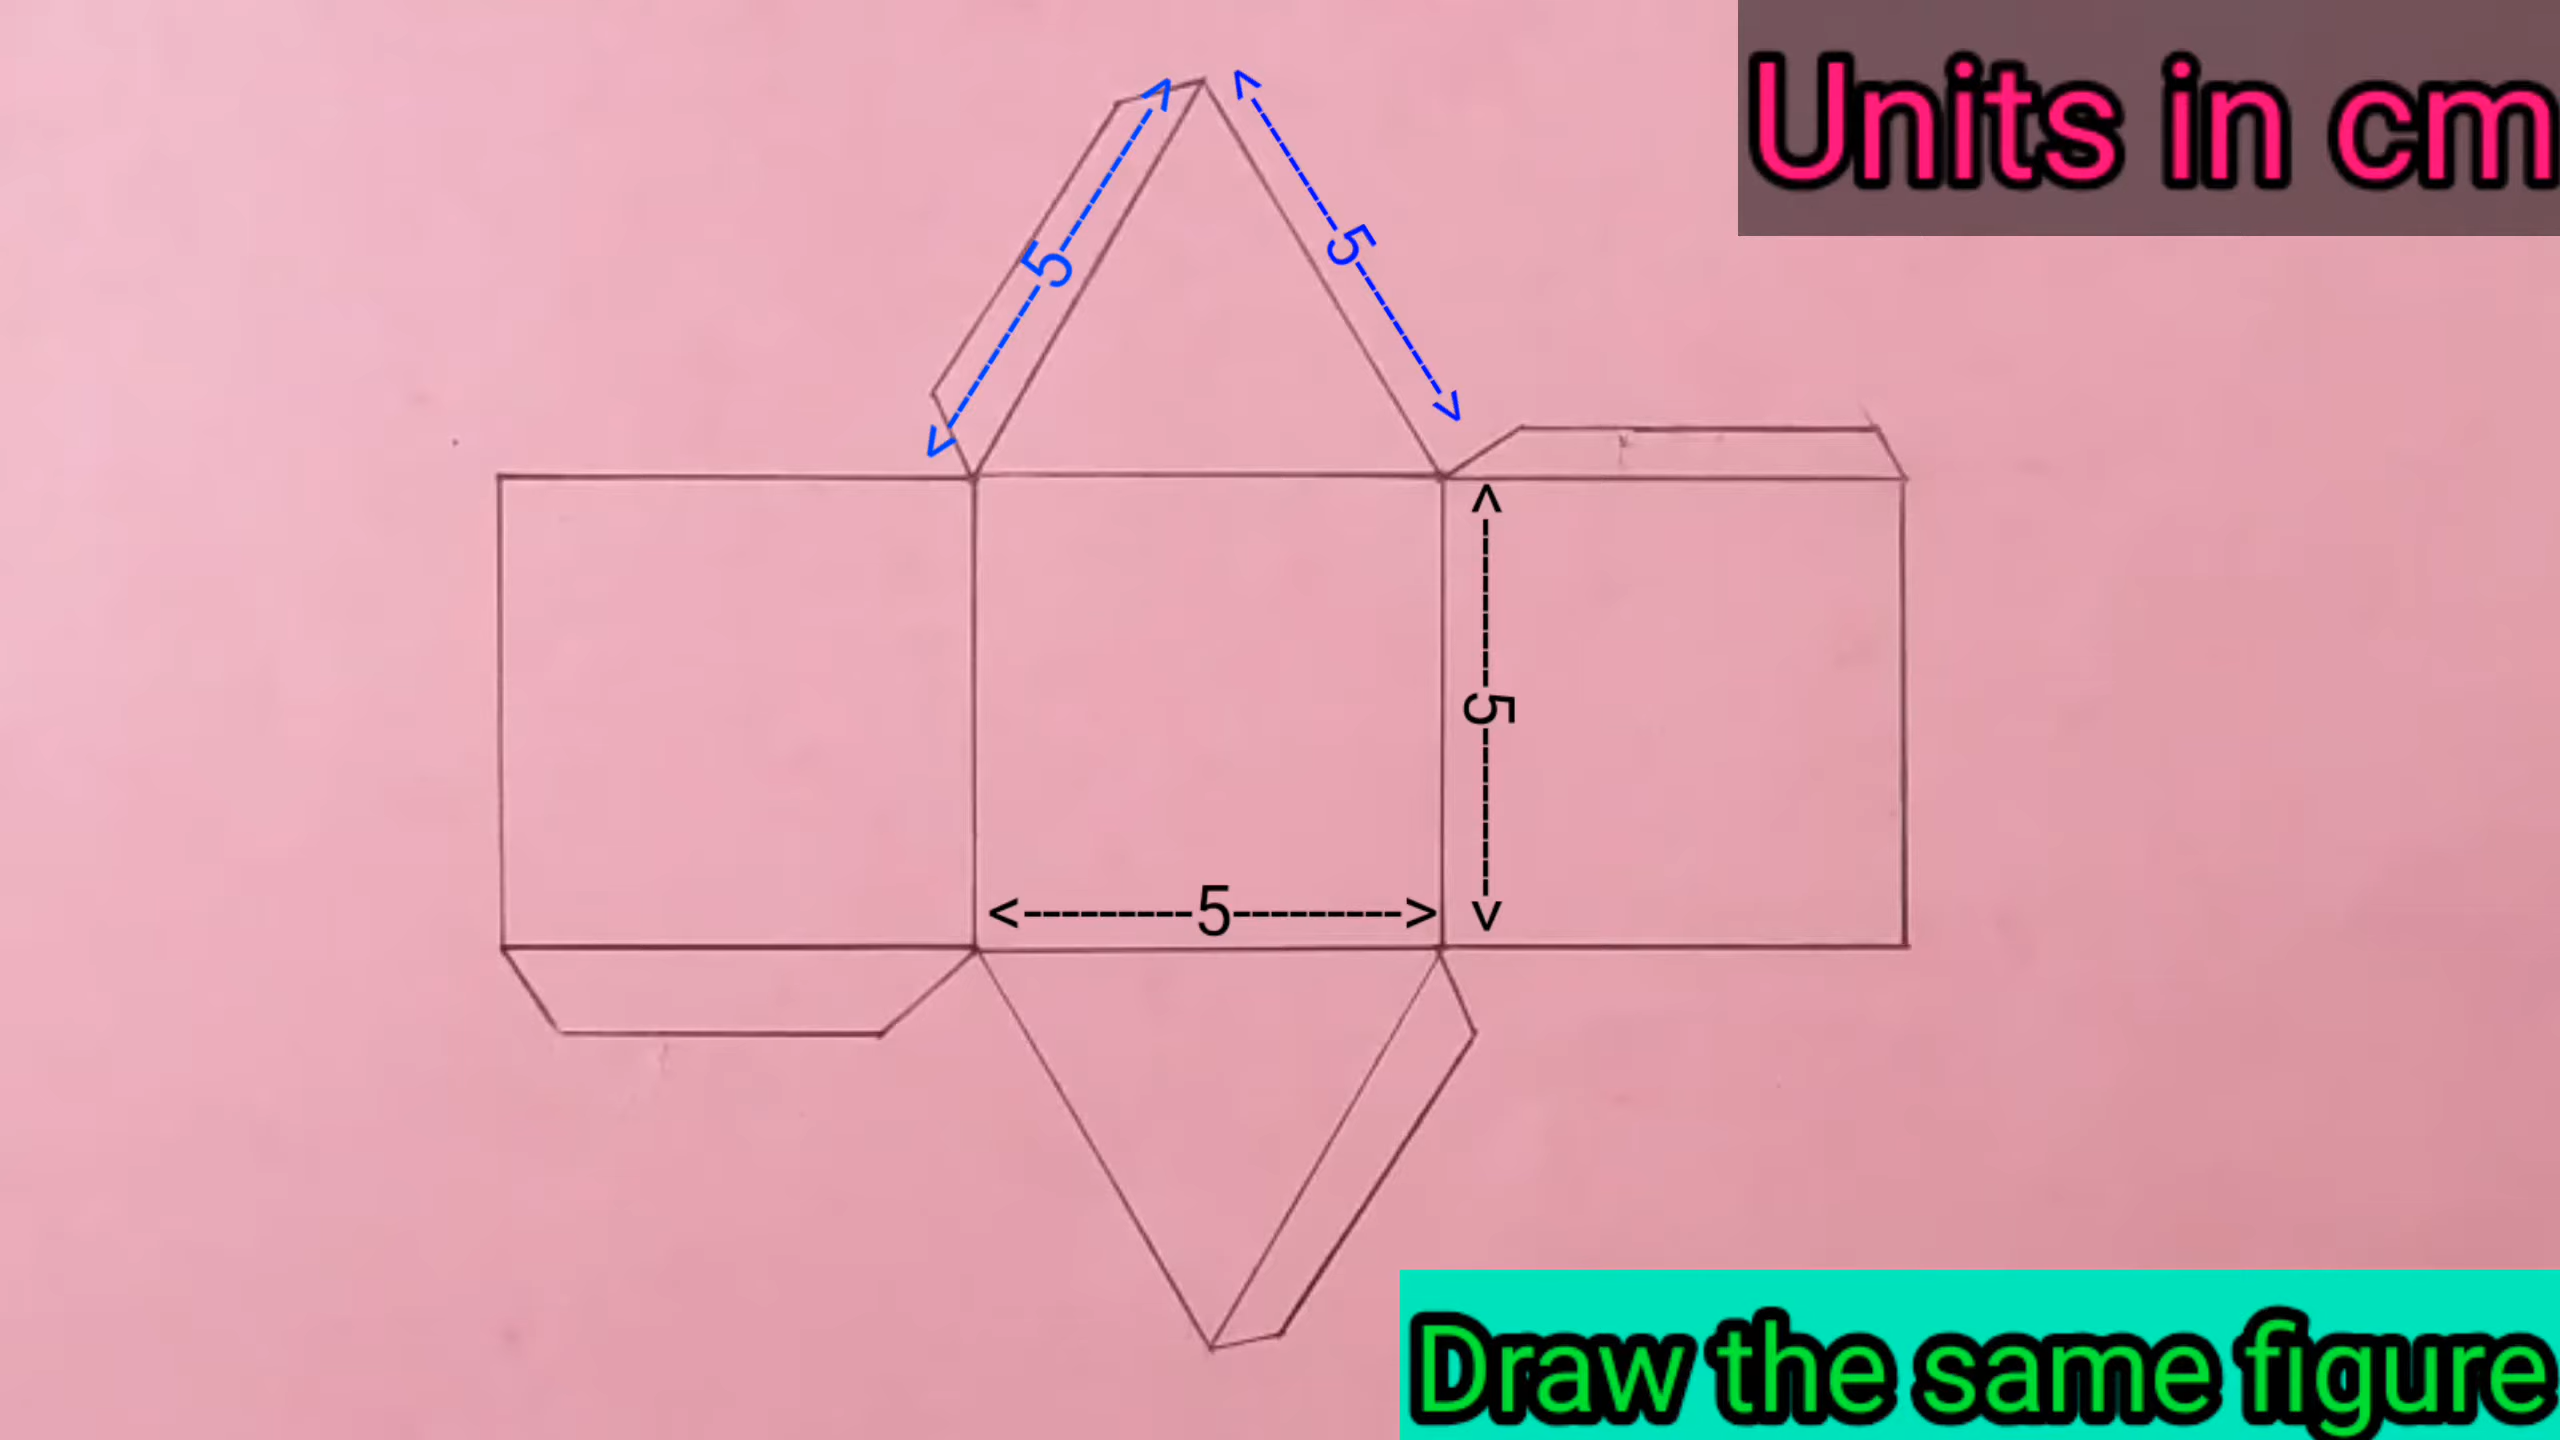 Units in cm
5
5
5
<---------5--------->
Draw the same figure